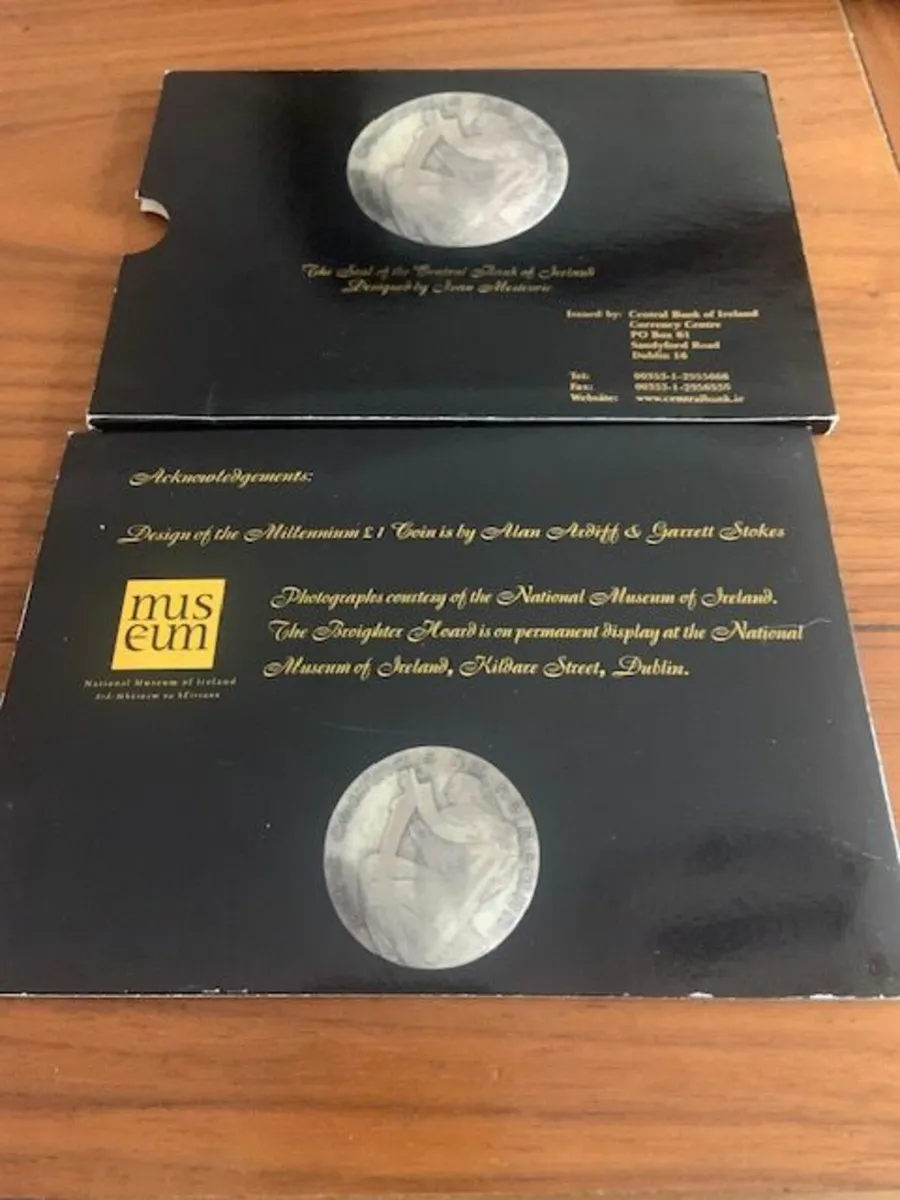 The Seal of the Central Bank of Ireland
Designed by Ivan Mestrovic
Issued by: Central Bank of Ireland
Currency Centre
PO Box 61
Sandyford Road
Dublin 16
Tel: 00353-1-2955666
Fax: 00353-1-2956536
Website: www.centralbank.ie
Acknowledgements:
Design of the Millennium £1 Coin is by Alan Ardiff & Garrett Stokes
mus
eum
National Museum of Ireland
Ard-Mhúsaem na hÉireann
Photographs courtesy of the National Museum of Ireland.
The Broighter Hoard is on permanent display at the National
Museum of Ireland, Kildare Street, Dublin.